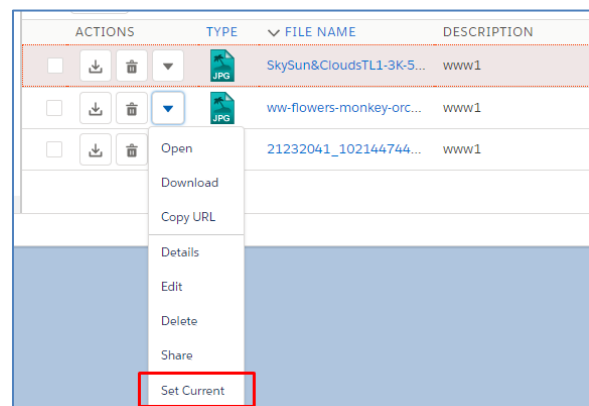 ACTIONS TYPE FILE NAME DESCRIPTION
JPG SkySun&CloudsTL1-3K-5... www1
JPG ww-flowers-monkey-orc... www1
21232041_102144744... www1
Open
Download
Copy URL
Details
Edit
Delete
Share
Set Current